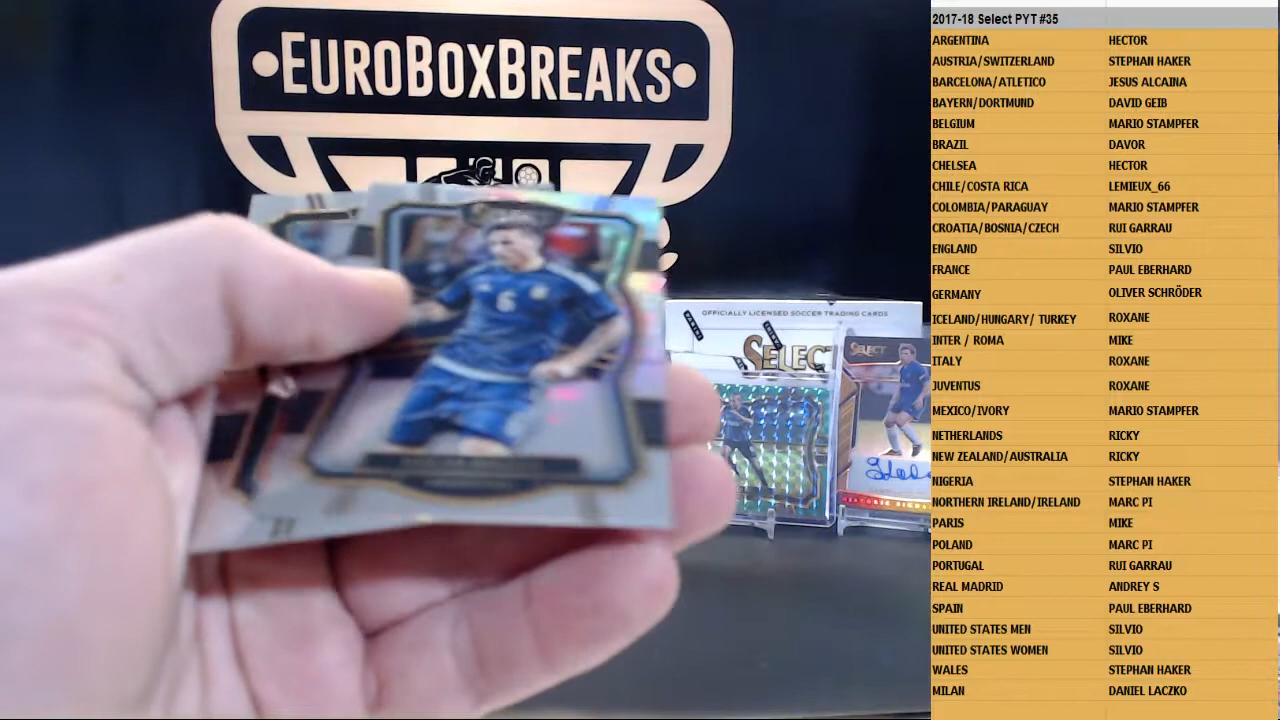 EUROBOXBREAKS
6
OFFICIALLY LICENSED SOCCER TRADING CARDS
PANINI
SELECT
SELECT
2017-18 Select PYT #35
ARGENTINA HECTOR
AUSTRIA/SWITZERLAND STEPHAN HAKER
BARCELONA/ATLETICO JESUS ALCAINA
BAYERN/DORTMUND DAVID GEIB
BELGIUM MARIO STAMPFER
BRAZIL DAVOR
CHELSEA HECTOR
CHILE/COSTA RICA LEMIEUX_66
COLOMBIA/PARAGUAY MARIO STAMPFER
CROATIA/BOSNIA/CZECH RUI GARRAU
ENGLAND SILVIO
FRANCE PAUL EBERHARD
GERMANY OLIVER SCHRÖDER
ICELAND/HUNGARY/ TURKEY ROXANE
INTER / ROMA MIKE
ITALY ROXANE
JUVENTUS ROXANE
MEXICO/IVORY MARIO STAMPFER
NETHERLANDS RICKY
NEW ZEALAND/AUSTRALIA RICKY
NIGERIA STEPHAN HAKER
NORTHERN IRELAND/IRELAND MARC PI
PARIS MIKE
POLAND MARC PI
PORTUGAL RUI GARRAU
REAL MADRID ANDREY S
SPAIN PAUL EBERHARD
UNITED STATES MEN SILVIO
UNITED STATES WOMEN SILVIO
WALES STEPHAN HAKER
MILAN DANIEL LACZKO